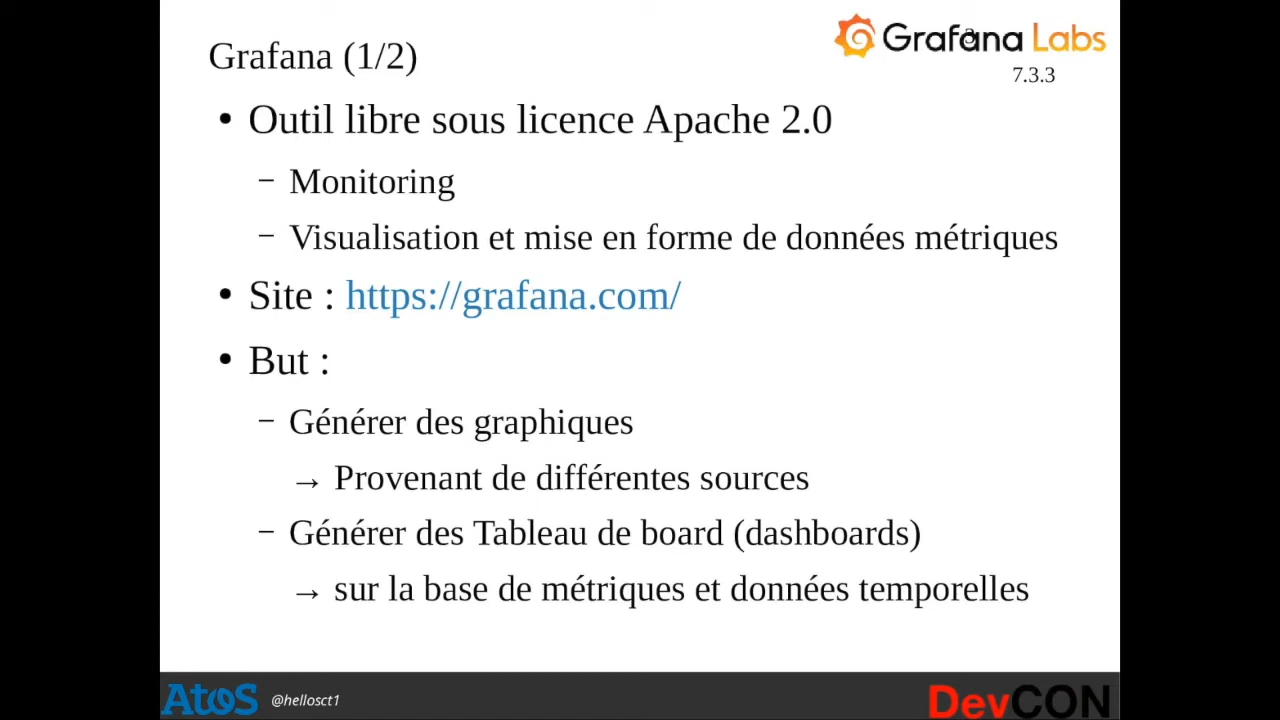 Grafana (1/2)
Grafana Labs
3
7.3.3
• Outil libre sous licence Apache 2.0
– Monitoring
– Visualisation et mise en forme de données métriques
• Site : https://grafana.com/
• But :
– Générer des graphiques
→ Provenant de différentes sources
– Générer des Tableau de board (dashboards)
→ sur la base de métriques et données temporelles
Atos @hellosct1
DevCON